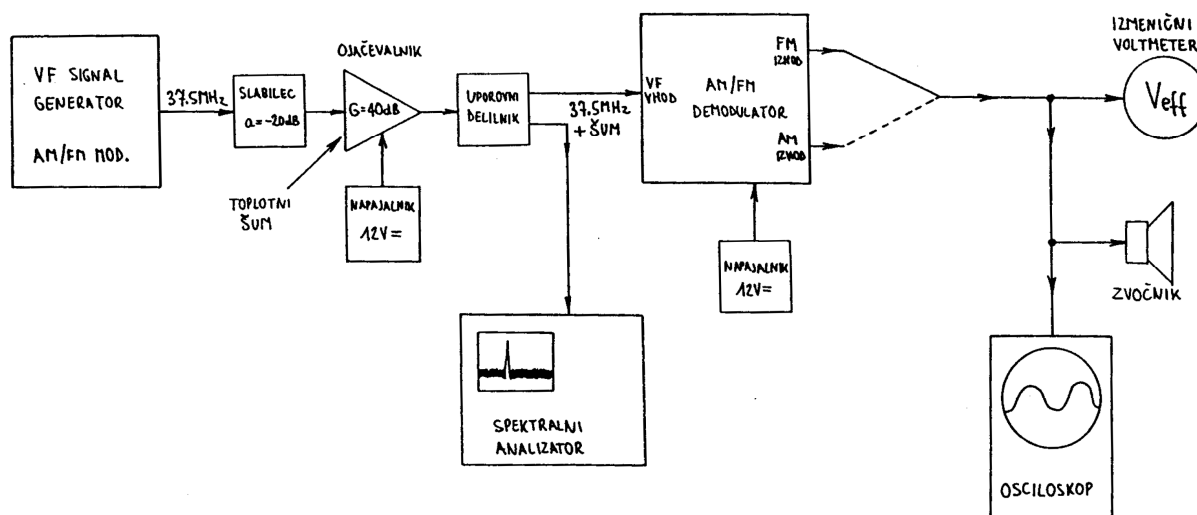 VF SIGNAL
GENERATOR
AM/FM MOD.
37.5MHz
SLABILEC
a=-20dB
OJAČEVALNIK
G=40dB
TOPLOTNI
ŠUM
NAPAJALNIK
12V=
UPOROVNI
DELILNIK
37.5MHz
+ ŠUM
VF
VHOD
FM
IZHOD
AM/FM
DEMODULATOR
AM
IZHOD
NAPAJALNIK
12V=
IZMENIČNI
VOLTMETER
Veff
ZVOČNIK
SPEKTRALNI
ANALIZATOR
OSCILOSKOP